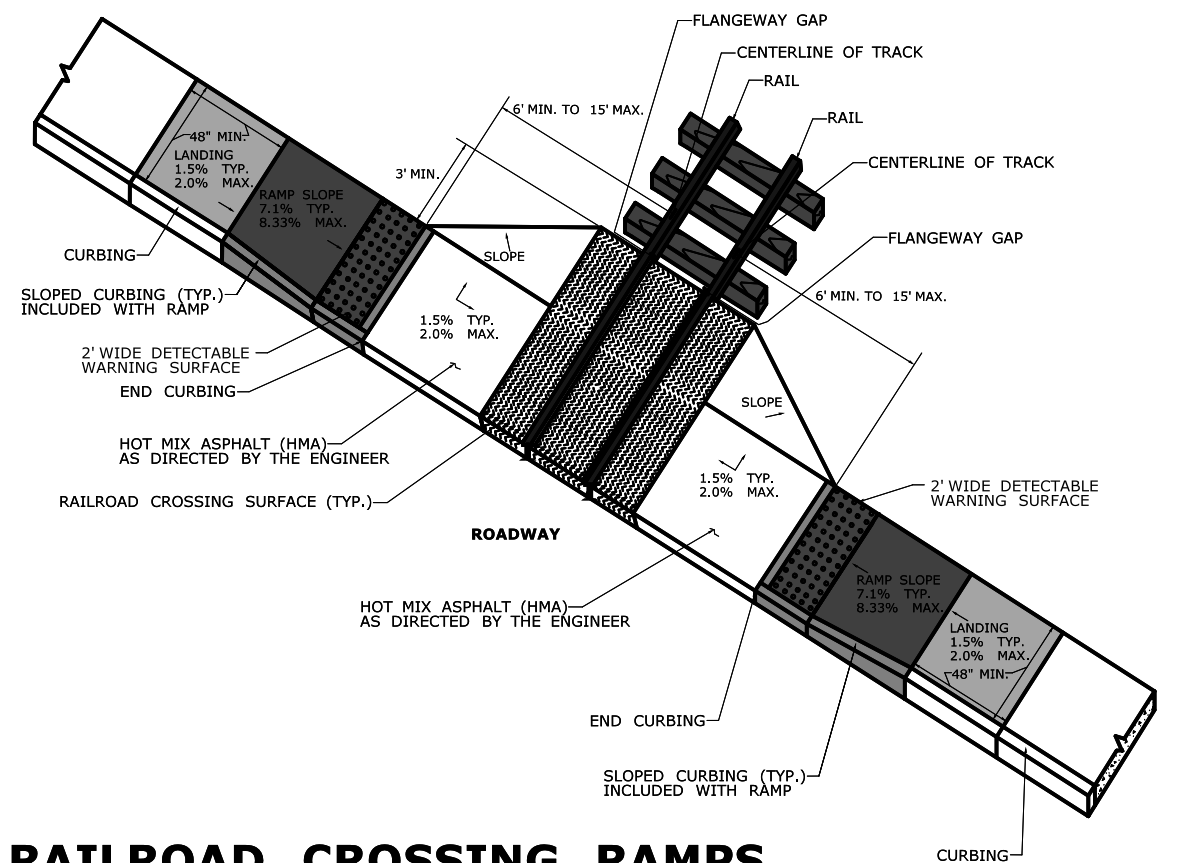 FLANGEWAY GAP
CENTERLINE OF TRACK
RAIL
6' MIN. TO 15' MAX.
RAIL
48" MIN.
LANDING
1.5% TYP.
2.0% MAX.
CENTERLINE OF TRACK
3' MIN.
RAMP SLOPE
7.1% TYP.
8.33% MAX.
FLANGEWAY GAP
CURBING
SLOPE
SLOPED CURBING (TYP.)
INCLUDED WITH RAMP
6' MIN. TO 15' MAX.
1.5% TYP.
2.0% MAX.
2' WIDE DETECTABLE
WARNING SURFACE
END CURBING
SLOPE
HOT MIX ASPHALT (HMA)
AS DIRECTED BY THE ENGINEER
1.5% TYP.
2.0% MAX.
2' WIDE DETECTABLE
WARNING SURFACE
RAILROAD CROSSING SURFACE (TYP.)
ROADWAY
RAMP SLOPE
7.1% TYP.
8.33% MAX.
HOT MIX ASPHALT (HMA)
AS DIRECTED BY THE ENGINEER
LANDING
1.5% TYP.
2.0% MAX.
48" MIN.
END CURBING
SLOPED CURBING (TYP.)
INCLUDED WITH RAMP
CURBING
RAILROAD CROSSING RAMPS